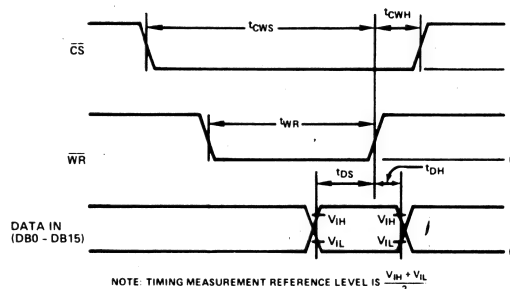 tCWS
tCWH
CS
tWR
WR
tDS
tDH
VIH
VIH
VIL
VIL
DATA IN
(DB0 - DB15)
NOTE: TIMING MEASUREMENT REFERENCE LEVEL IS VIH + VIL
2